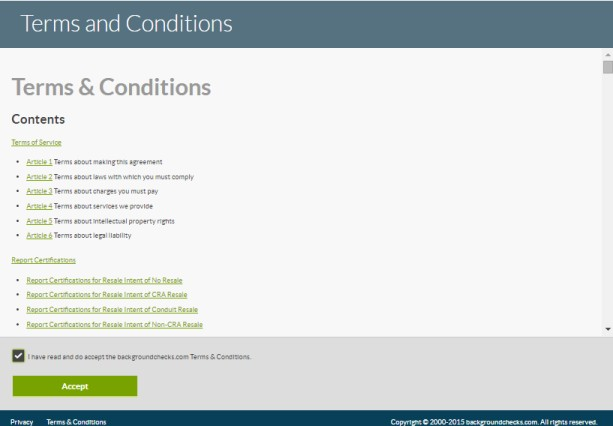 Terms and Conditions
Terms & Conditions
Contents
Terms of Service
• Article 1 Terms about making this agreement
• Article 2 Terms about laws with which you must comply
• Article 3 Terms about charges you must pay
• Article 4 Terms about services we provide
• Article 5 Terms about intellectual property rights
• Article 6 Terms about legal liability
Report Certifications
• Report Certifications for Resale Intent of No Resale
• Report Certifications for Resale Intent of CRA Resale
• Report Certifications for Resale Intent of Conduit Resale
• Report Certifications for Resale Intent of Non-CRA Resale
I have read and do accept the backgroundchecks.com Terms & Conditions.
Accept
Privacy Terms & Conditions Copyright © 2000-2015 backgroundchecks.com. All rights reserved.